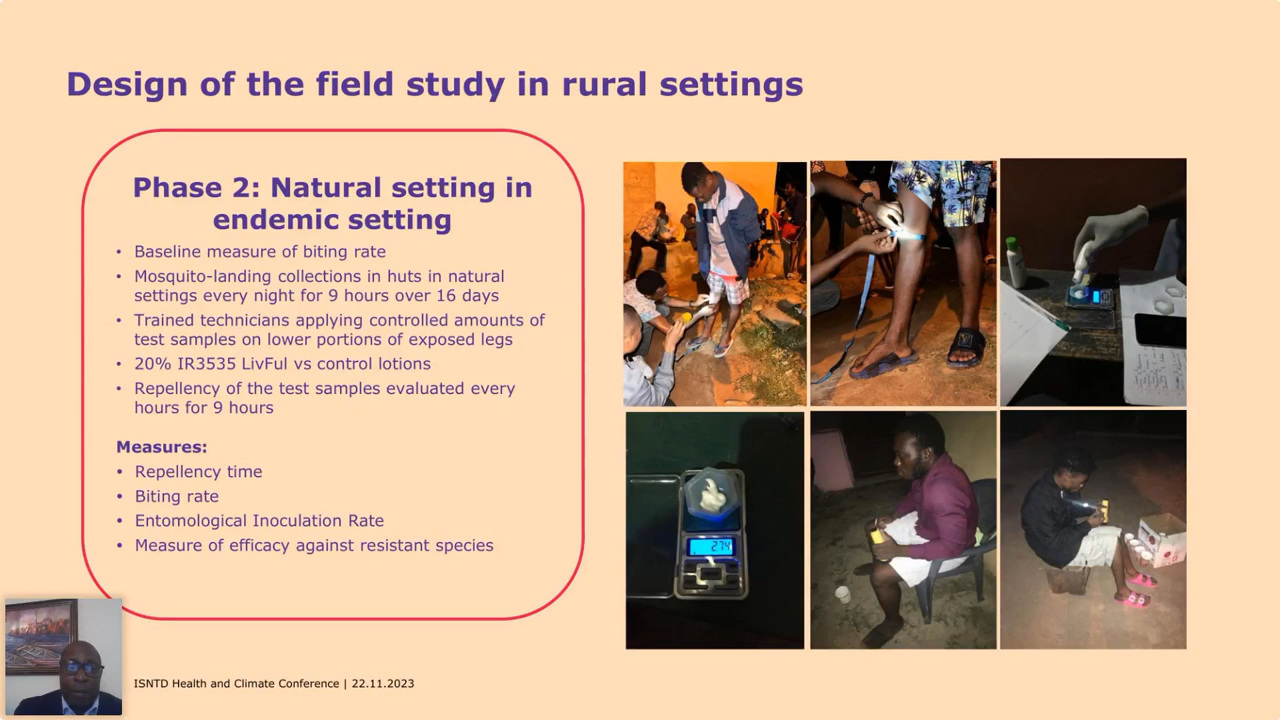 Design of the field study in rural settings
Phase 2: Natural setting in
endemic setting
• Baseline measure of biting rate
• Mosquito-landing collections in huts in natural
settings every night for 9 hours over 16 days
• Trained technicians applying controlled amounts of
test samples on lower portions of exposed legs
• 20% IR3535 LivFul vs control lotions
• Repellency of the test samples evaluated every
hours for 9 hours
Measures:
• Repellency time
• Biting rate
• Entomological Inoculation Rate
• Measure of efficacy against resistant species
ISNTD Health and Climate Conference | 22.11.2023